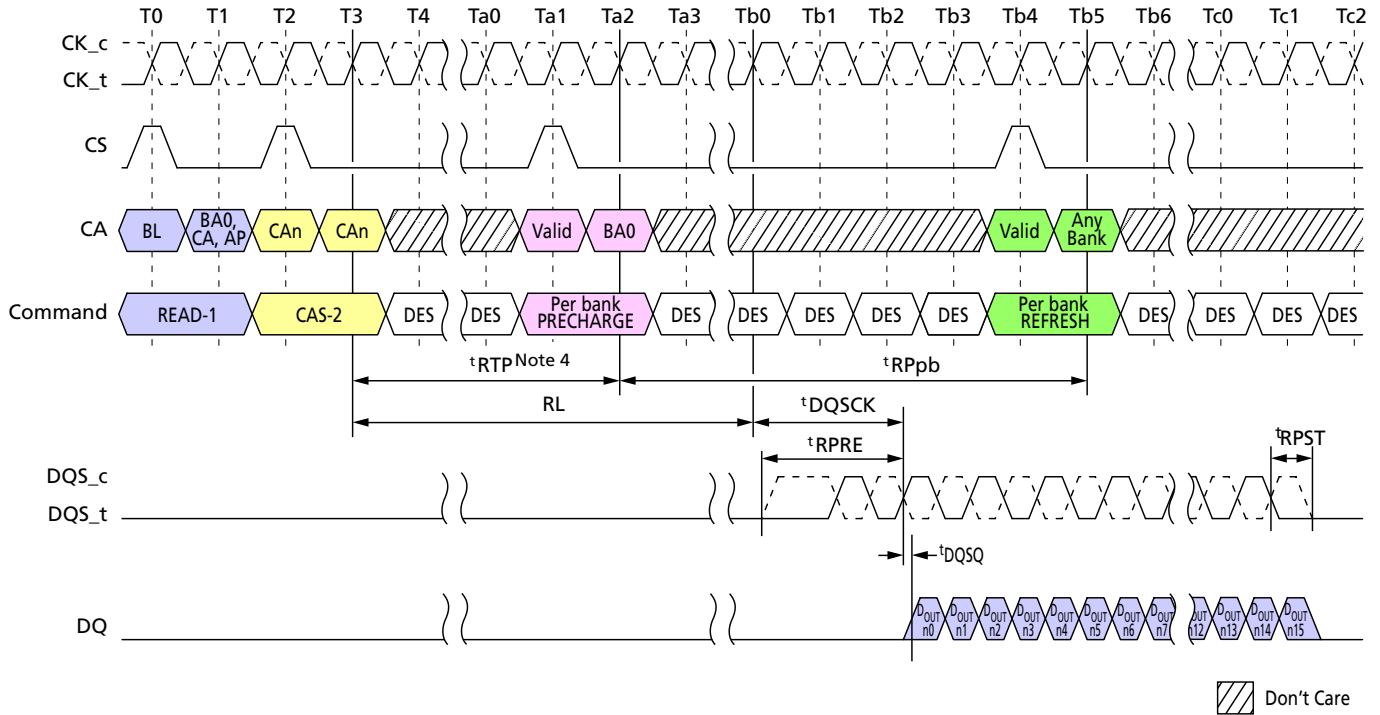 T0 T1 T2 T3 T4 Ta0 Ta1 Ta2 Ta3 Tb0 Tb1 Tb2 Tb3 Tb4 Tb5 Tb6 Tc0 Tc1 Tc2
CK_c
CK_t
CS
CA BL BA0, CA, AP CAn CAn Valid BA0 Valid Any Bank
Command READ-1 CAS-2 DES DES Per bank PRECHARGE DES DES DES DES DES Per bank REFRESH DES DES DES DES
tRTP Note 4 tRPpb
RL tDQSCK
tRPRE tRPST
DQS_c
DQS_t
tDQSQ
DQ DOUT n0 DOUT n1 DOUT n2 DOUT n3 DOUT n4 DOUT n5 DOUT n6 DOUT n7 OUT n12 DOUT n13 DOUT n14 DOUT n15
Don't Care